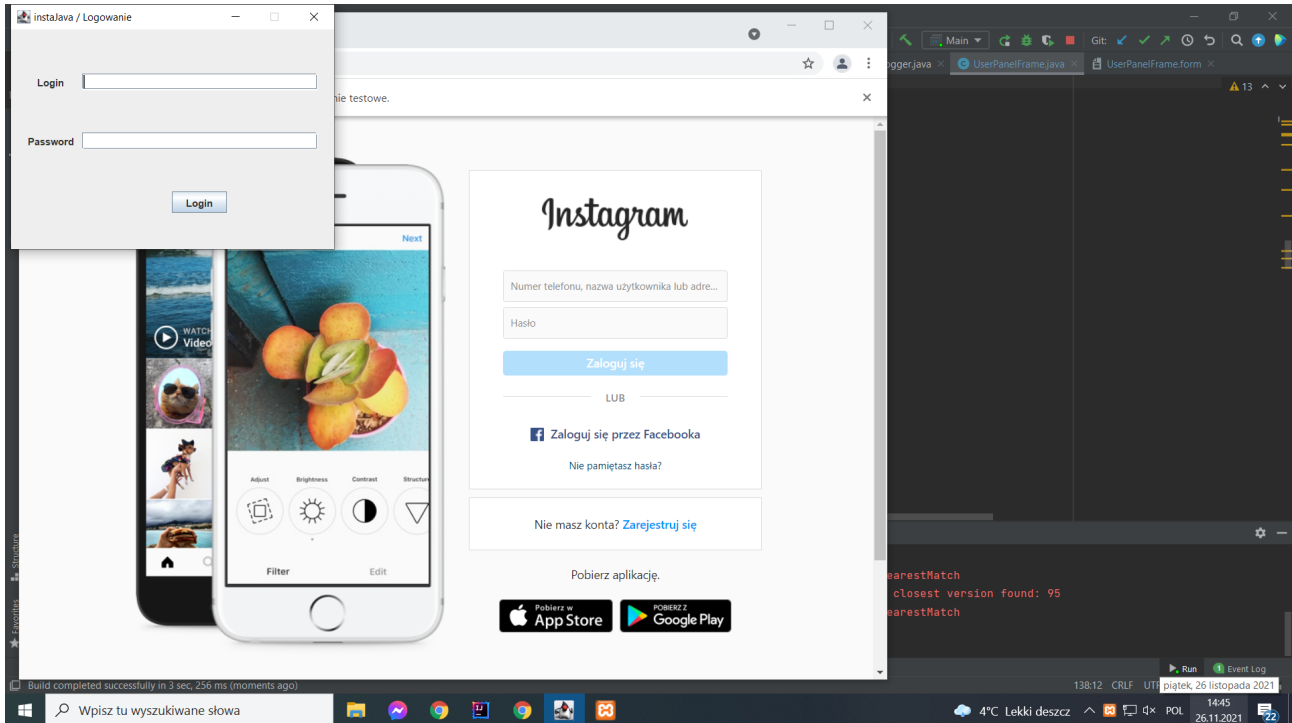 instaJava / Logowanie
Login
Password
Login
nie testowe.
Main
Git:
ogger.java
UserPanelFrame.java
UserPanelFrame.form
13
Next
WATCH
Video
Adjust
Brightness
Contrast
Structure
Filter
Edit
Instagram
Numer telefonu, nazwa użytkownika lub adre...
Hasło
Zaloguj się
LUB
Zaloguj się przez Facebooka
Nie pamiętasz hasła?
Nie masz konta? Zarejestruj się
Pobierz aplikację.
Pobierz w
App Store
POBIERZ Z
Google Play
Structure
Favorites
earestMatch
closest version found: 95
earestMatch
Run
1 Event Log
Build completed successfully in 3 sec, 256 ms (moments ago)
138:12 CRLF UTF
piątek, 26 listopada 2021
Wpisz tu wyszukiwane słowa
4°C Lekki deszcz
POL
14:45
26.11.2021
22